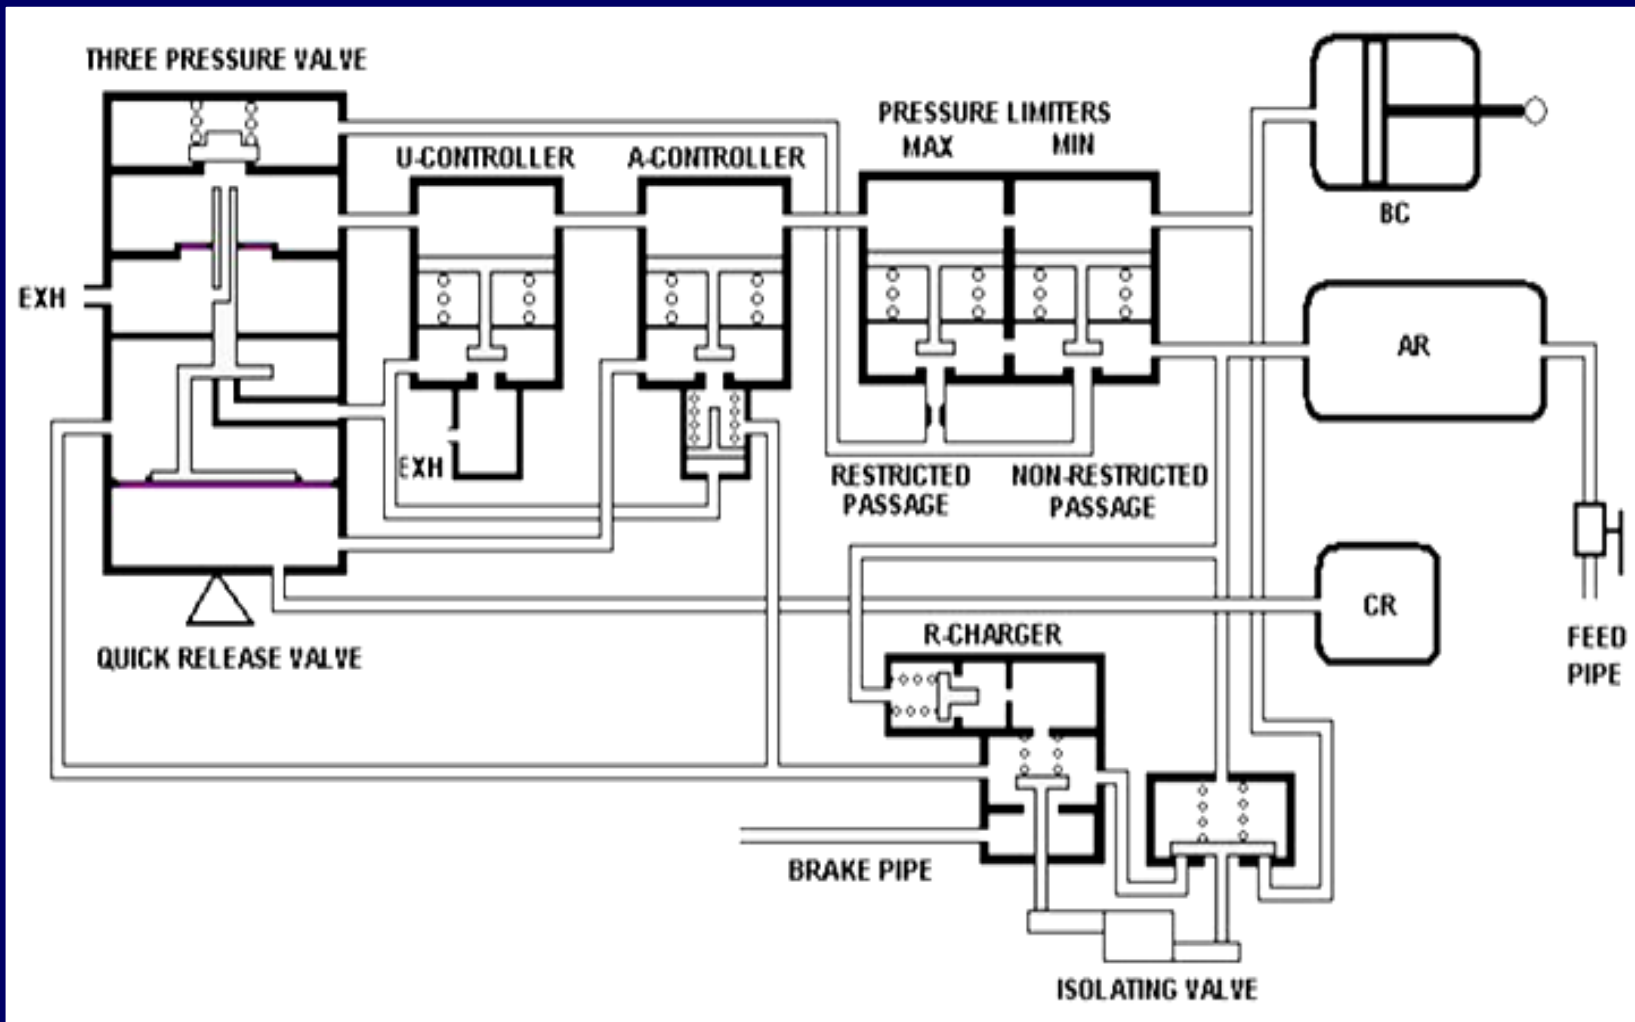 THREE PRESSURE VALVE
PRESSURE LIMITERS
MAX
MIN
U-CONTROLLER
A-CONTROLLER
BC
EXH
AR
EXH
RESTRICTED
PASSAGE
NON-RESTRICTED
PASSAGE
CR
FEED
PIPE
QUICK RELEASE VALVE
R-CHARGER
BRAKE PIPE
ISOLATING VALVE